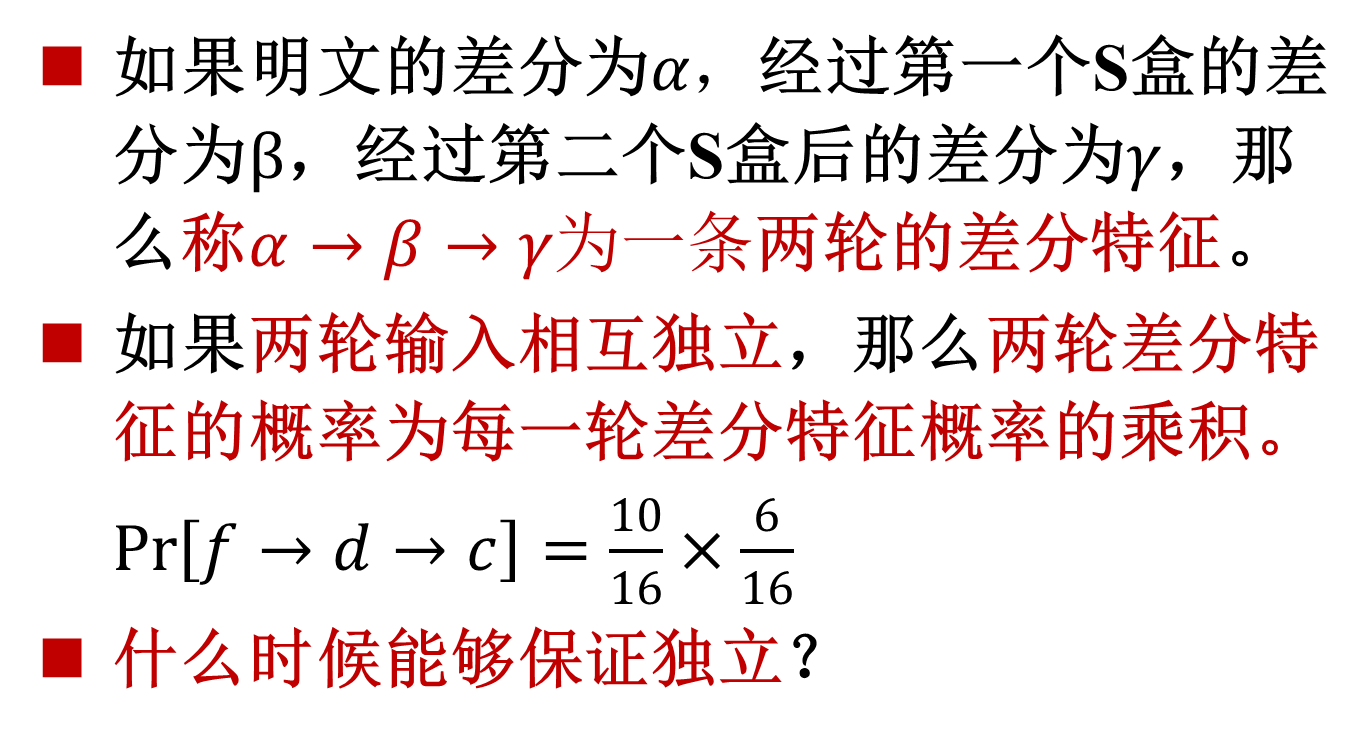 ■ 如果明文的差分为α，经过第一个S盒的差
分为β，经过第二个S盒后的差分为γ，那
么称α → β → γ为一条两轮的差分特征。
■ 如果两轮输入相互独立，那么两轮差分特
征的概率为每一轮差分特征概率的乘积。
Pr[f → d → c] = 10/16 × 6/16
■ 什么时候能够保证独立？